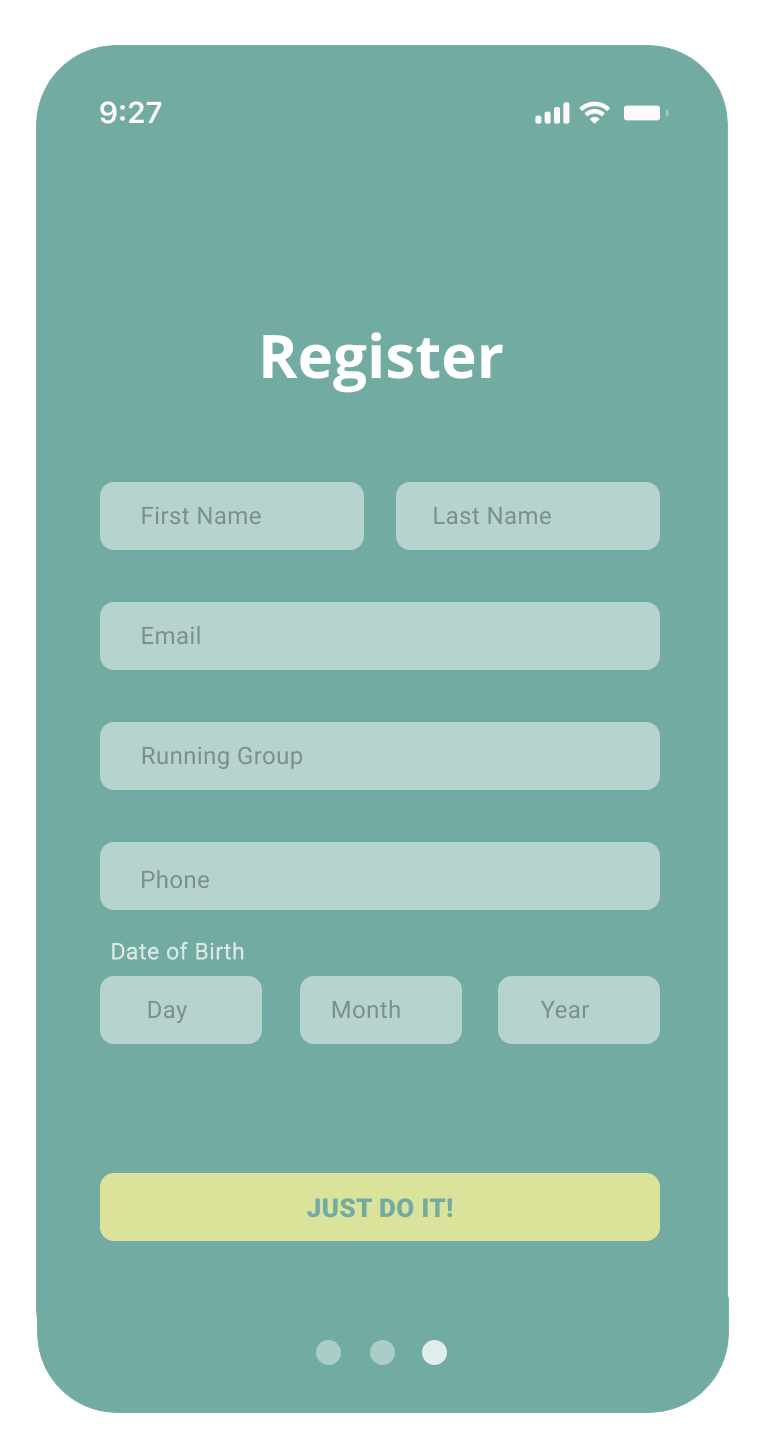 9:27
Register
First Name Last Name
Email
Running Group
Phone
Date of Birth
Day Month Year
JUST DO IT!